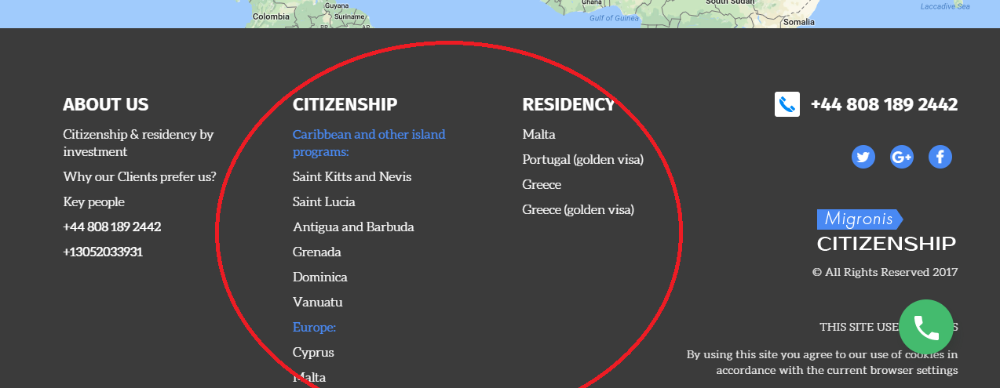 Colombia
Guyana
Suriname
Ghana
Gulf of Guinea
South Sudan
Somalia
Laccadive Sea
ABOUT US
Citizenship & residency by
investment
Why our Clients prefer us?
Key people
+44 808 189 2442
+13052033931
CITIZENSHIP
Caribbean and other island
programs:
Saint Kitts and Nevis
Saint Lucia
Antigua and Barbuda
Grenada
Dominica
Vanuatu
Europe:
Cyprus
Malta
RESIDENCY
Malta
Portugal (golden visa)
Greece
Greece (golden visa)
+44 808 189 2442
Migronis
CITIZENSHIP
© All Rights Reserved 2017
THIS SITE USE
By using this site you agree to our use of cookies in
accordance with the current browser settings